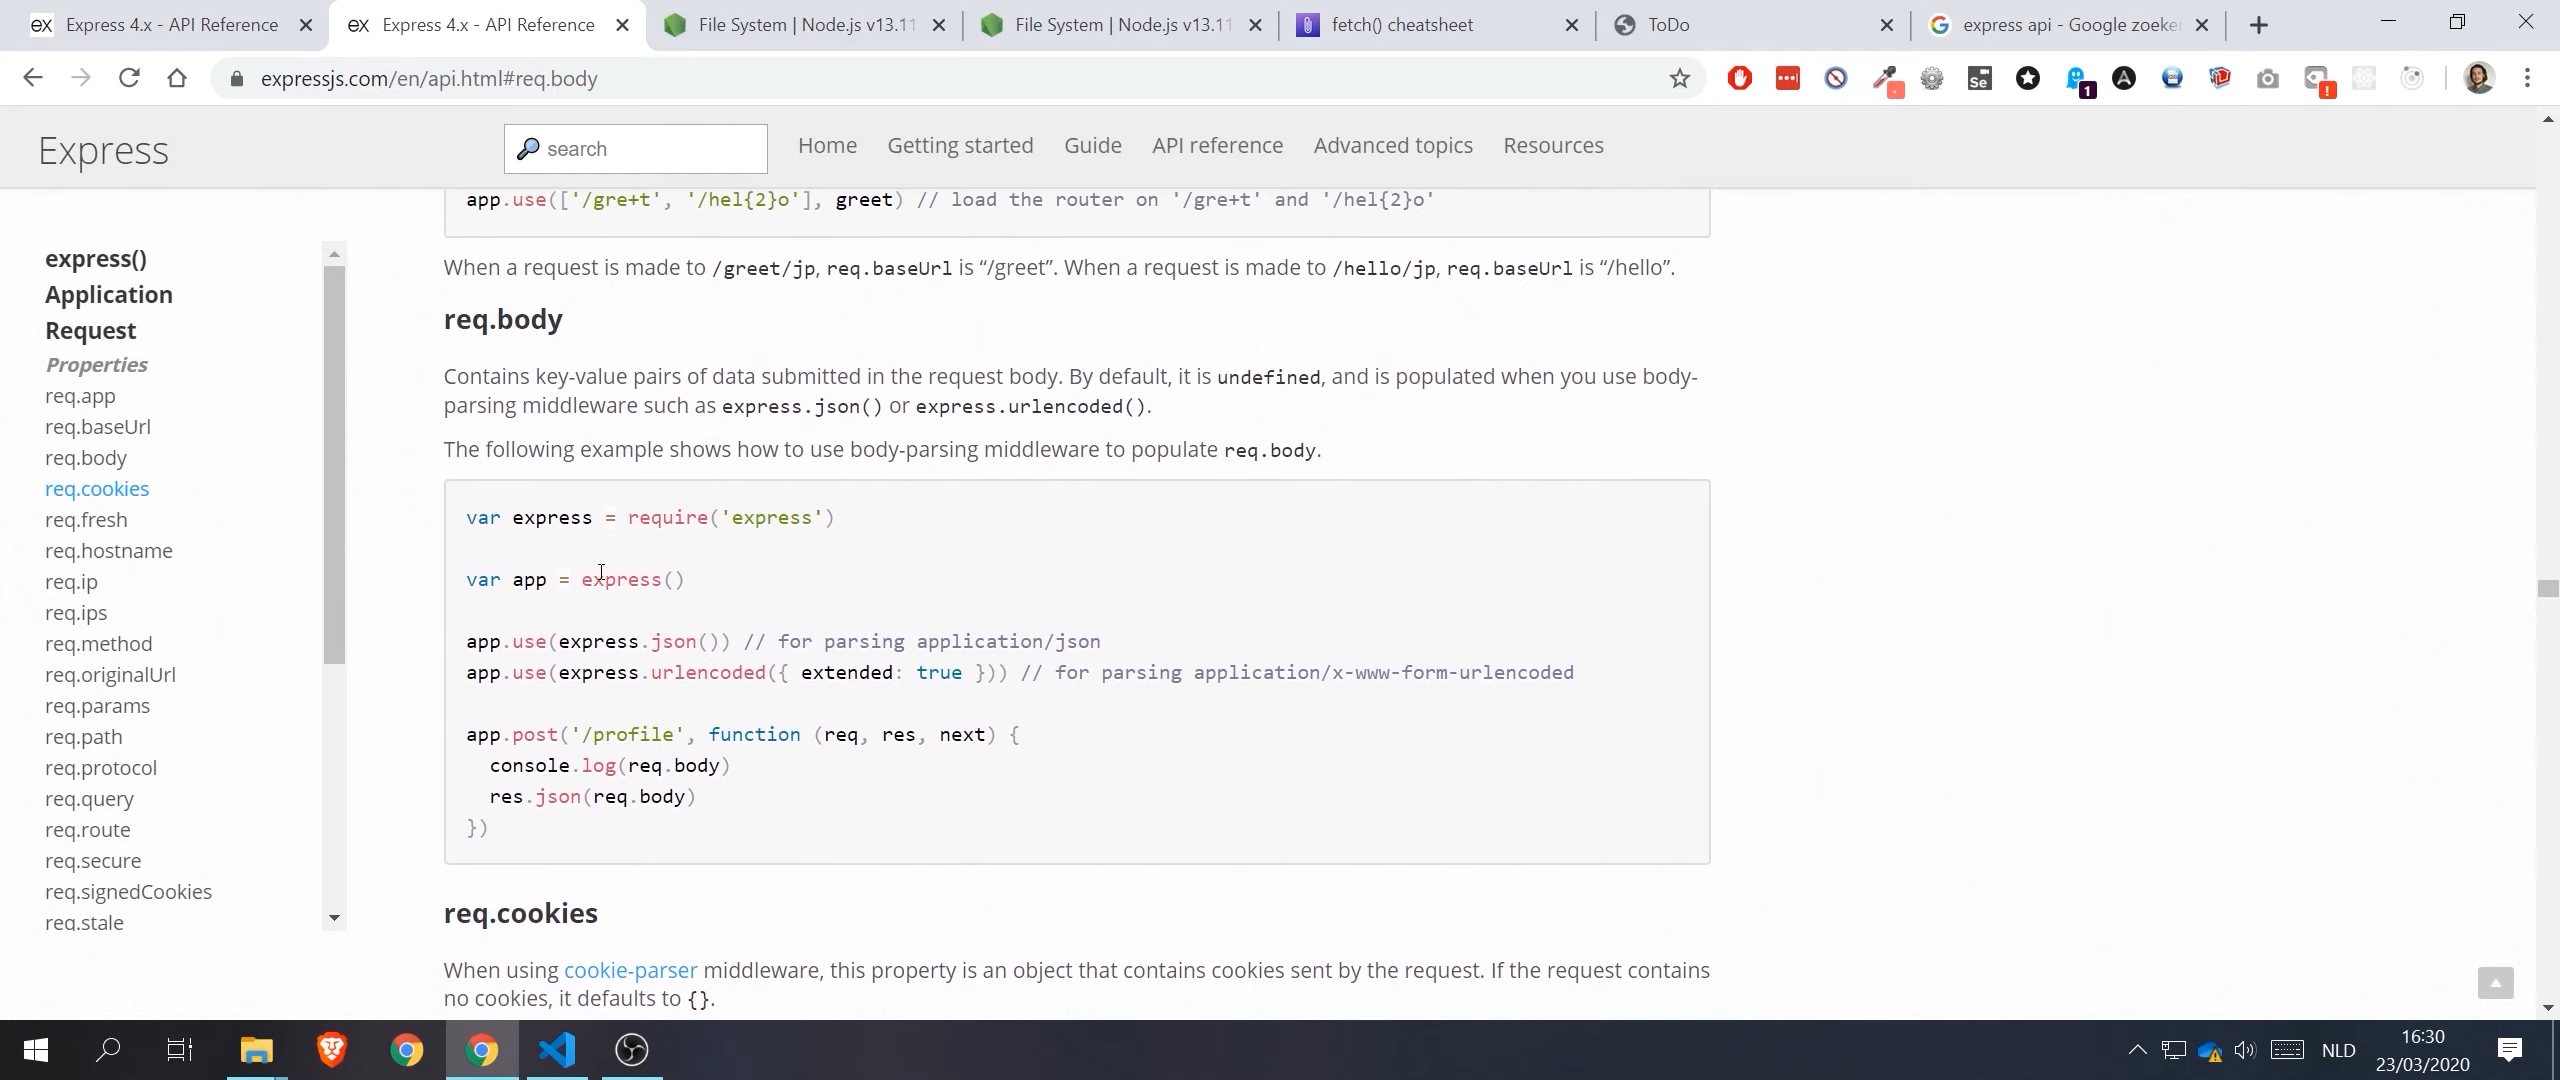 Express 4.x - API Reference
Express 4.x - API Reference
File System | Node.js v13.11
File System | Node.js v13.11
fetch() cheatsheet
ToDo
express api - Google zoeke
expressjs.com/en/api.html#req.body
Express
search
Home
Getting started
Guide
API reference
Advanced topics
Resources
express()
Application
Request
Properties
req.app
req.baseUrl
req.body
req.cookies
req.fresh
req.hostname
req.ip
req.ips
req.method
req.originalUrl
req.params
req.path
req.protocol
req.query
req.route
req.secure
req.signedCookies
req.stale
app.use(['/gre+t', '/hel{2}o'], greet) // load the router on '/gre+t' and '/hel{2}o'
When a request is made to /greet/jp, req.baseUrl is “/greet”. When a request is made to /hello/jp, req.baseUrl is “/hello”.
req.body
Contains key-value pairs of data submitted in the request body. By default, it is undefined, and is populated when you use body-
parsing middleware such as express.json() or express.urlencoded().
The following example shows how to use body-parsing middleware to populate req.body.
var express = require('express')
var app = express()
app.use(express.json()) // for parsing application/json
app.use(express.urlencoded({ extended: true })) // for parsing application/x-www-form-urlencoded
app.post('/profile', function (req, res, next) {
console.log(req.body)
res.json(req.body)
})
req.cookies
When using cookie-parser middleware, this property is an object that contains cookies sent by the request. If the request contains
no cookies, it defaults to {}.
NLD
16:30
23/03/2020